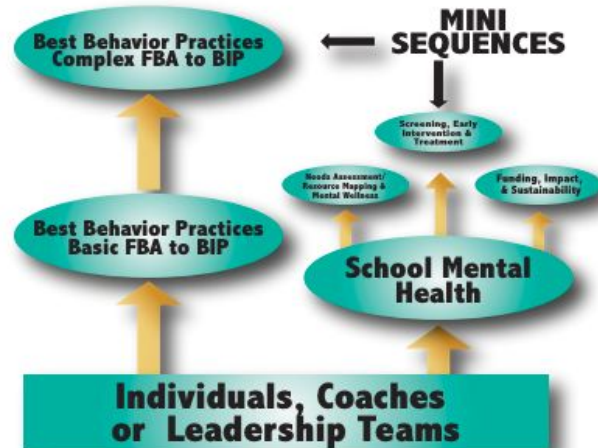 Best Behavior Practices
Complex FBA to BIP
MINI
SEQUENCES
Screening, Early
Intervention &
Treatment
Needs Assessment/
Resource Mapping &
Mental Wellness
Funding, Impact,
& Sustainability
Best Behavior Practices
Basic FBA to BIP
School Mental
Health
Individuals, Coaches
or Leadership Teams